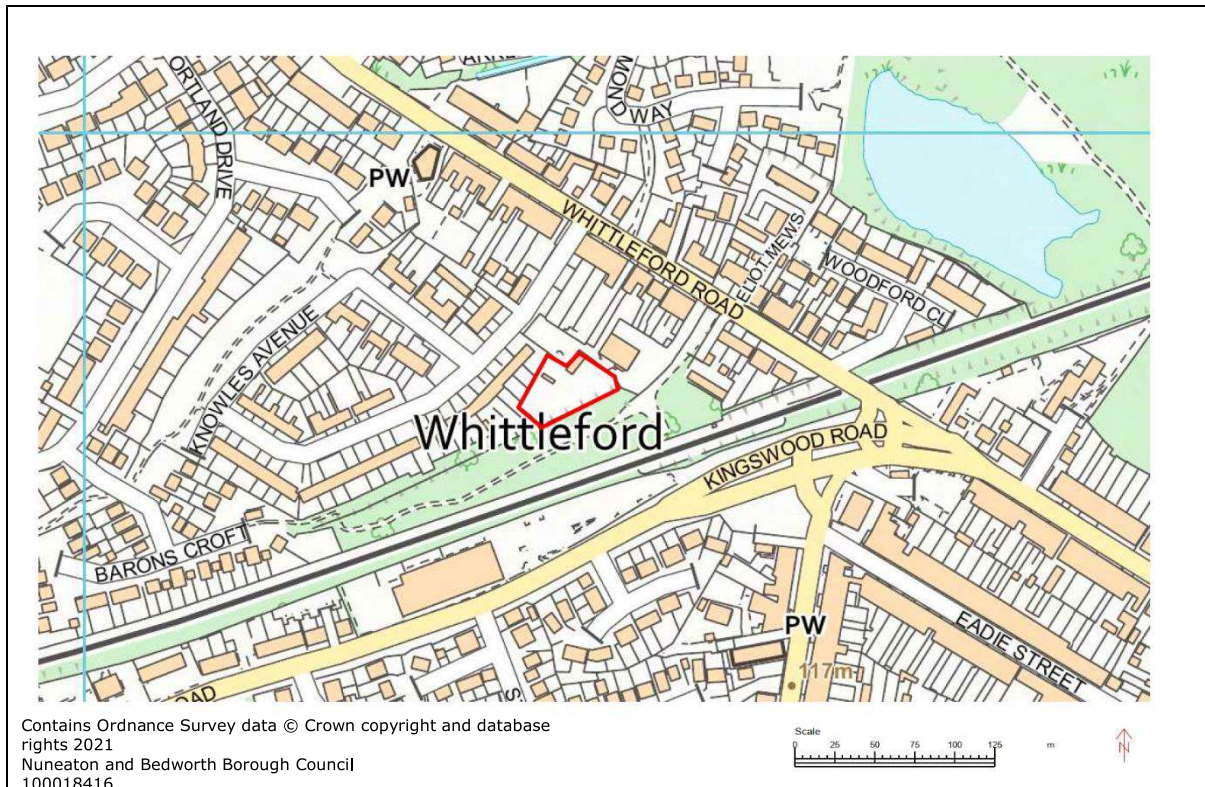 ORTLAND DRIVE
MOND WAY
PW
WHITTLEFORD ROAD
ELIOT MEWS
WOODFORD CL
KNOWLES AVENUE
Whittleford
KINGSWOOD ROAD
BARONS CROFT
EADIE STREET
PW
117m
OAD
Contains Ordnance Survey data © Crown copyright and database
rights 2021
Nuneaton and Bedworth Borough Council
100018416
Scale
0 25 50 75 100 125 m
N